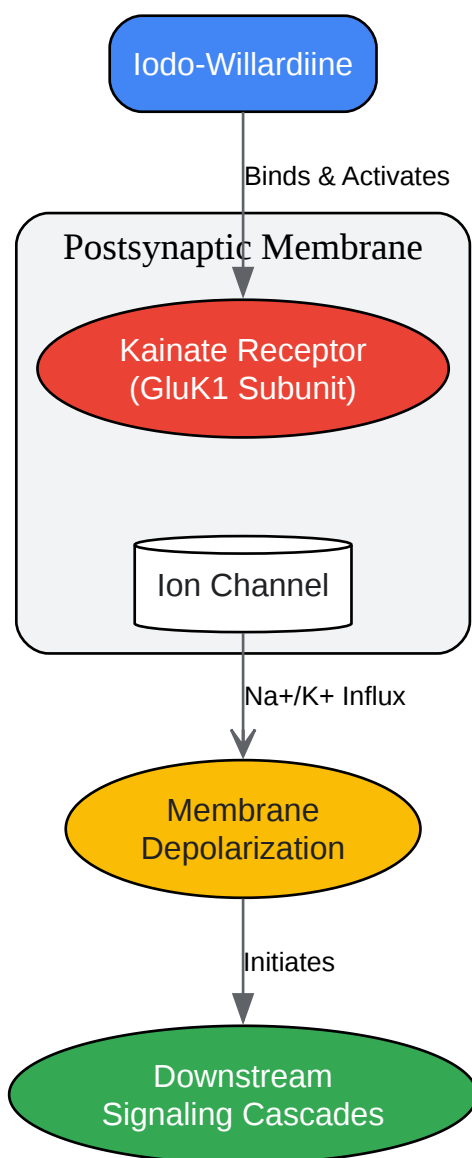 Iodo-Willardiine
Binds & Activates
Postsynaptic Membrane
Kainate Receptor
(GluK1 Subunit)
Ion Channel
Na+/K+ Influx
Membrane
Depolarization
Initiates
Downstream
Signaling Cascades